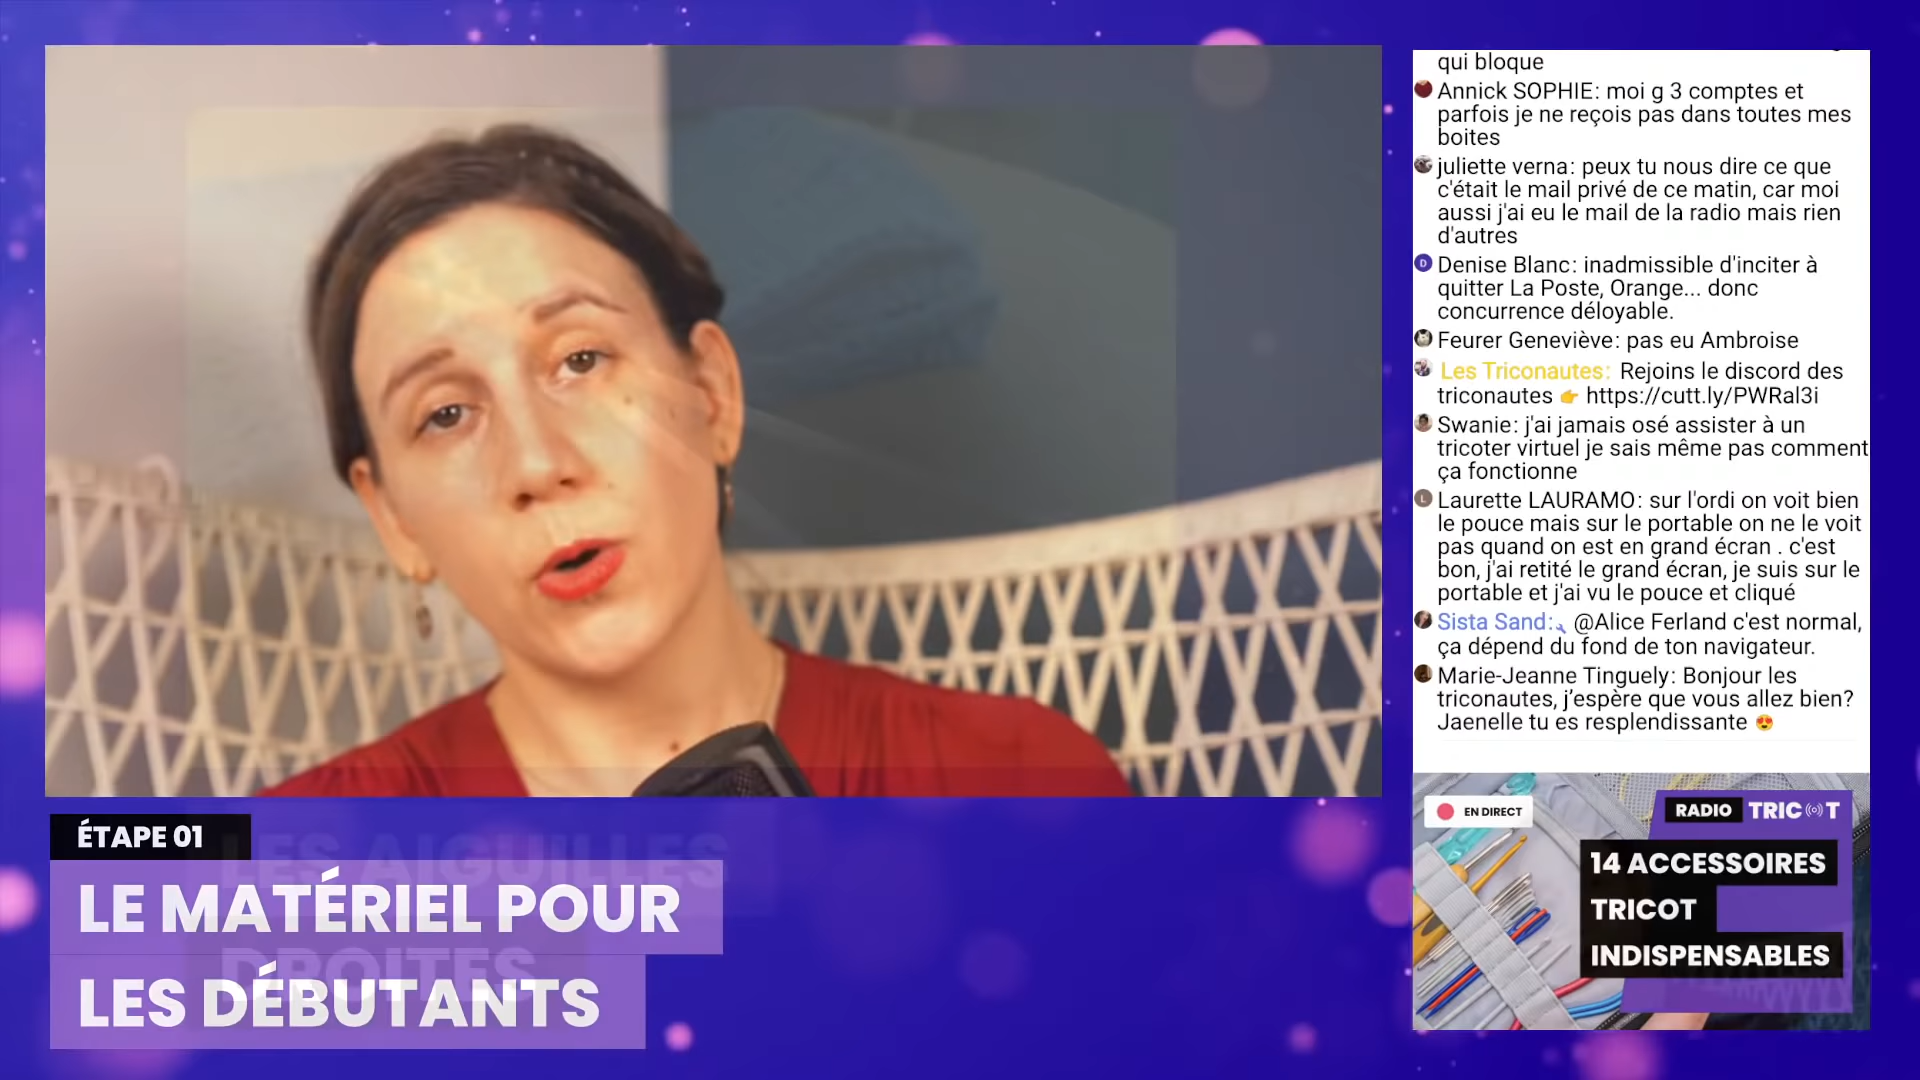 qui bloque
Annick SOPHIE: moi g 3 comptes et
parfois je ne reçois pas dans toutes mes
boites
juliette verna: peux tu nous dire ce que
c'était le mail privé de ce matin, car moi
aussi j'ai eu le mail de la radio mais rien
d'autres
D
Denise Blanc: inadmissible d'inciter à
quitter La Poste, Orange... donc
concurrence déloyable.
Feurer Geneviève: pas eu Ambroise
Les Triconautes: Rejoins le discord des
triconautes 👉 https://cutt.ly/PWRal3i
Swanie: j'ai jamais osé assister à un
tricoter virtuel je sais même pas comment
ça fonctionne
L
Laurette LAURAMO: sur l'ordi on voit bien
le pouce mais sur le portable on ne le voit
pas quand on est en grand écran . c'est
bon, j'ai retité le grand écran, je suis sur le
portable et j'ai vu le pouce et cliqué
Sista Sand: @Alice Ferland c'est normal,
ça dépend du fond de ton navigateur.
Marie-Jeanne Tinguely: Bonjour les
triconautes, j’espère que vous allez bien?
Jaenelle tu es resplendissante 😍
ÉTAPE 01
LES AIGUILLES
DROITES
LE MATÉRIEL POUR
LES DÉBUTANTS
EN DIRECT
RADIO TRICOT
14 ACCESSOIRES
TRICOT
INDISPENSABLES